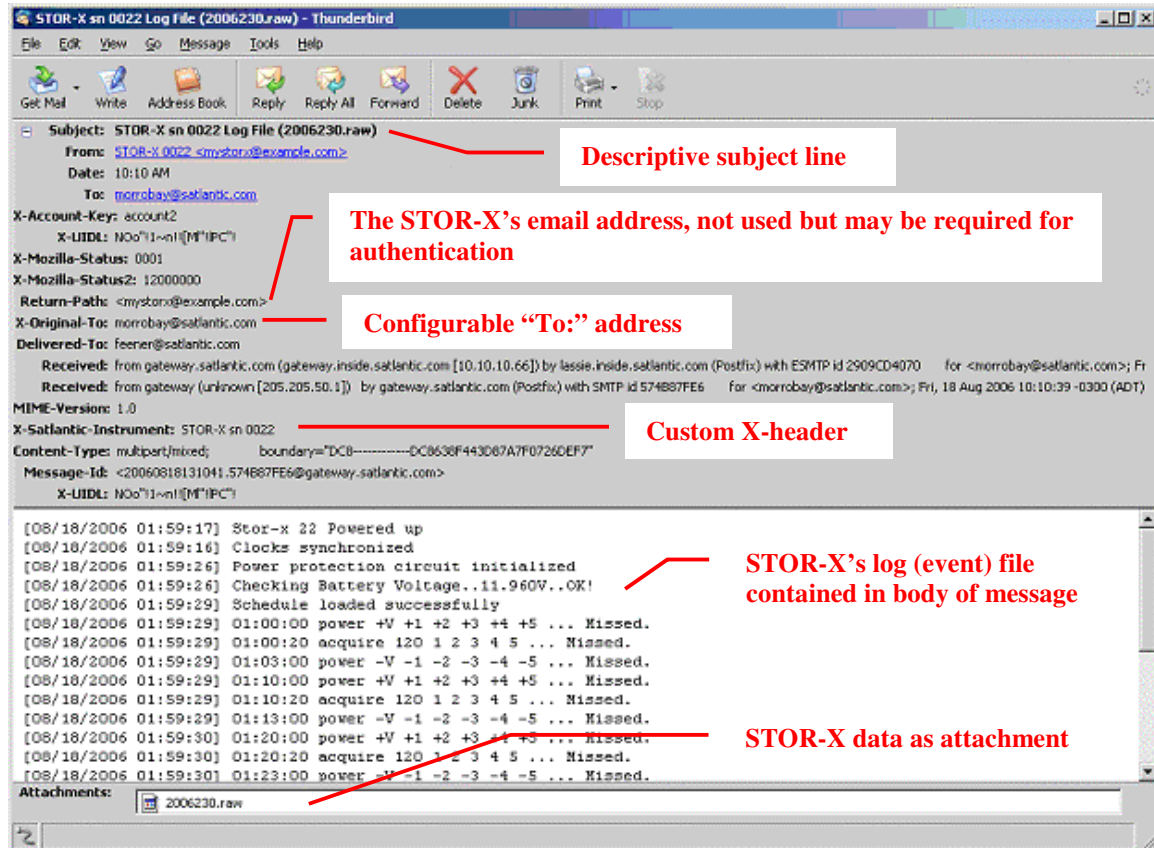 STOR-X sn 0022 Log File (2006230.raw) - Thunderbird
File Edit View Go Message Tools Help
Get Mail Write Address Book Reply Reply All Forward Delete Junk Print Stop
Subject: STOR-X sn 0022 Log File (2006230.raw)
Descriptive subject line
From: STOR-X 0022 <mystorx@example.com>
Date: 10:10 AM
To: morrobay@satlantic.com
The STOR-X's email address, not used but may be required for
authentication
X-Account-Key: account2
X-UIDL:
X-Mozilla-Status: 0001
X-Mozilla-Status2: 12000000
Return-Path: <mystorx@example.com>
X-Original-To: morrobay@satlantic.com
Configurable “To:” address
Delivered-To: feener@satlantic.com
Received: from gateway.satlantic.com (gateway.inside.satlantic.com [10.10.10.66]) by lassie.inside.satlantic.com (Postfix) with ESMTP id 2909CD4070 for <morrobay@satlantic.com>; Fr
Received: from gateway (unknown [205.205.50.1]) by gateway.satlantic.com (Postfix) with SMTP id 574B87FE6 for <morrobay@satlantic.com>; Fri, 18 Aug 2006 10:10:39 -0300 (ADT)
MIME-Version: 1.0
X-Satlantic-Instrument: STOR-X sn 0022
Custom X-header
Content-Type: multipart/mixed; boundary="DC8------------DC8638F443D87A7F0726DEF7"
Message-Id: <20060818131041.574B87FE6@gateway.satlantic.com>
X-UIDL:
[08/18/2006 01:59:17] Stor-x 22 Powered up
[08/18/2006 01:59:16] Clocks synchronized
[08/18/2006 01:59:26] Power protection circuit initialized
[08/18/2006 01:59:26] Checking Battery Voltage..11.960V..OK!
[08/18/2006 01:59:29] Schedule loaded successfully
STOR-X's log (event) file
contained in body of message
[08/18/2006 01:59:29] 01:00:00 power +V +1 +2 +3 +4 +5 ... Missed.
[08/18/2006 01:59:29] 01:00:20 acquire 120 1 2 3 4 5 ... Missed.
[08/18/2006 01:59:29] 01:03:00 power -V -1 -2 -3 -4 -5 ... Missed.
[08/18/2006 01:59:29] 01:10:00 power +V +1 +2 +3 +4 +5 ... Missed.
[08/18/2006 01:59:29] 01:10:20 acquire 120 1 2 3 4 5 ... Missed.
[08/18/2006 01:59:29] 01:13:00 power -V -1 -2 -3 -4 -5 ... Missed.
[08/18/2006 01:59:30] 01:20:00 power +V +1 +2 +3 +4 +5 ... Missed.
[08/18/2006 01:59:30] 01:20:20 acquire 120 1 2 3 4 5 ... Missed.
[08/18/2006 01:59:30] 01:23:00 power -V -1 -2 -3 -4 -5 ... Missed.
STOR-X data as attachment
Attachments: 2006230.raw